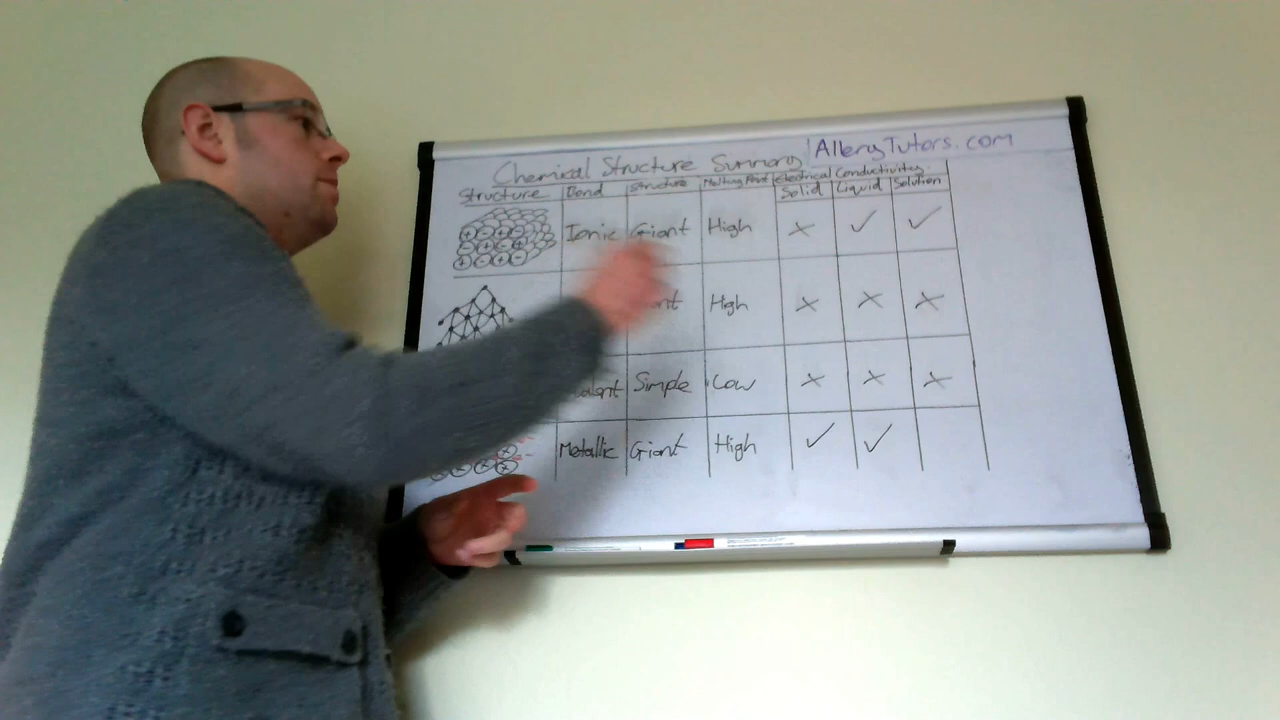 Chemical Structure Summary AlleryTutors.com
Structure Bond Structure Melting Point Electrical Conductivity
Solid Liquid Solution
Ionic Giant High × ✓ ✓
High × × ×
Simple Low × × ×
Metallic Giant High ✓ ✓